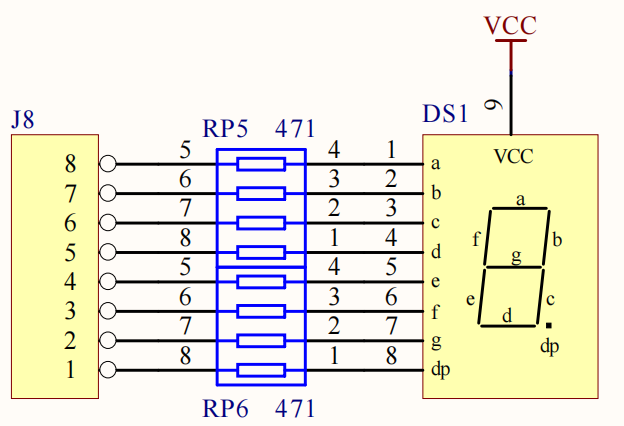 VCC
9
J8
DS1
RP5 471
VCC
8 5 4 1 a
7 6 3 2 b
6 7 2 3 c
5 8 1 4 d
4 5 4 5 e
3 6 3 6 f
2 7 2 7 g
1 8 1 8 dp
a
f b
g
e c
d
dp
RP6 471